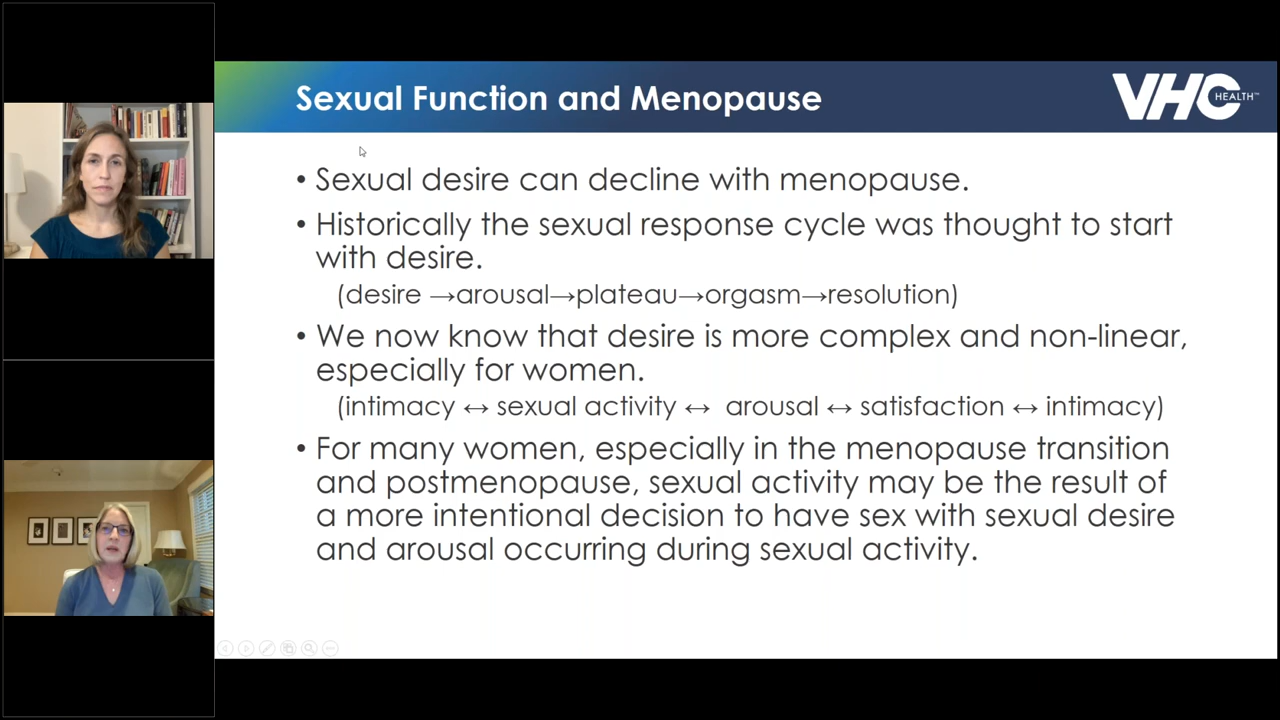 Sexual Function and Menopause
VHC
HEALTH™
• Sexual desire can decline with menopause.
• Historically the sexual response cycle was thought to start
with desire.
(desire →arousal→plateau→orgasm→resolution)
• We now know that desire is more complex and non-linear,
especially for women.
(intimacy ↔ sexual activity ↔ arousal ↔ satisfaction ↔ intimacy)
• For many women, especially in the menopause transition
and postmenopause, sexual activity may be the result of
a more intentional decision to have sex with sexual desire
and arousal occurring during sexual activity.